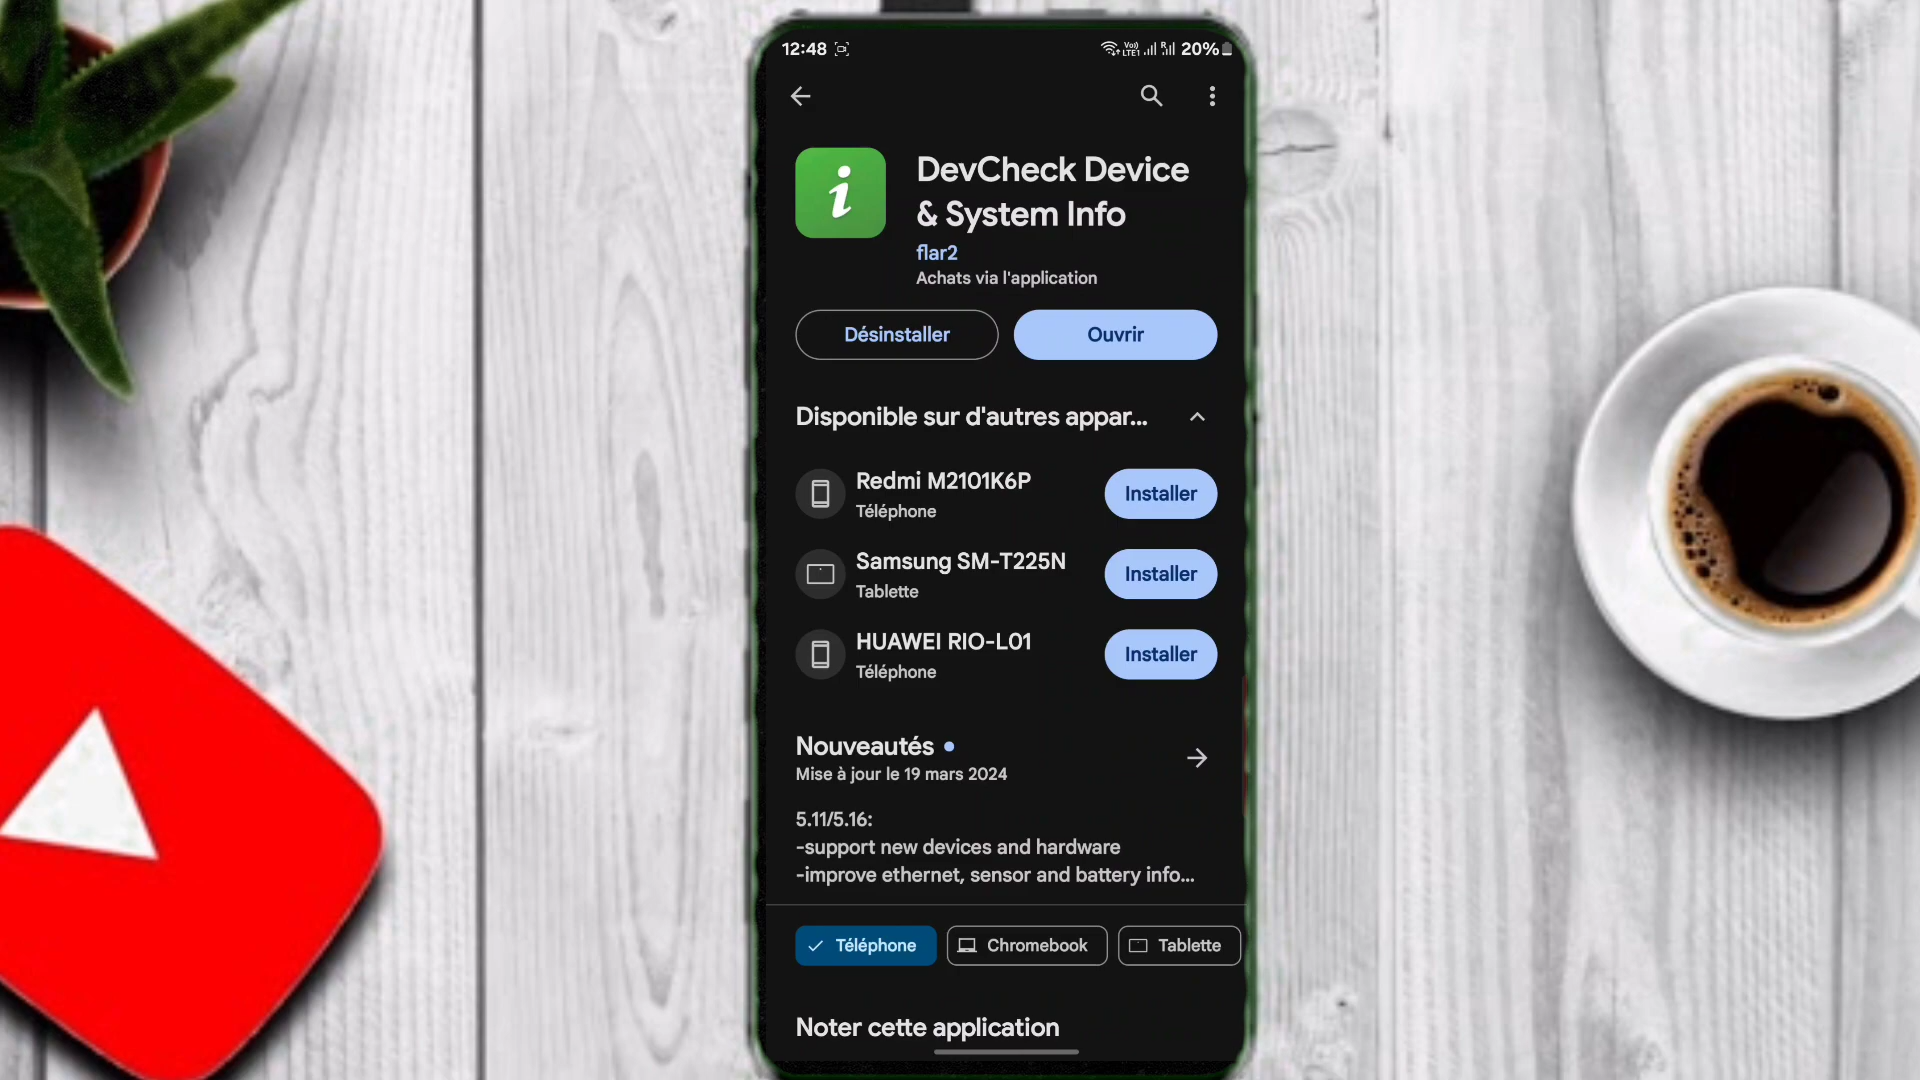 12:48
Vo)) LTE1 R 20%
DevCheck Device
& System Info
flar2
Achats via l'application
Désinstaller
Ouvrir
Disponible sur d'autres appar...
Redmi M2101K6P
Téléphone
Installer
Samsung SM-T225N
Tablette
Installer
HUAWEI RIO-L01
Téléphone
Installer
Nouveautés
Mise à jour le 19 mars 2024
5.11/5.16:
-support new devices and hardware
-improve ethernet, sensor and battery info...
Téléphone
Chromebook
Tablette
Noter cette application